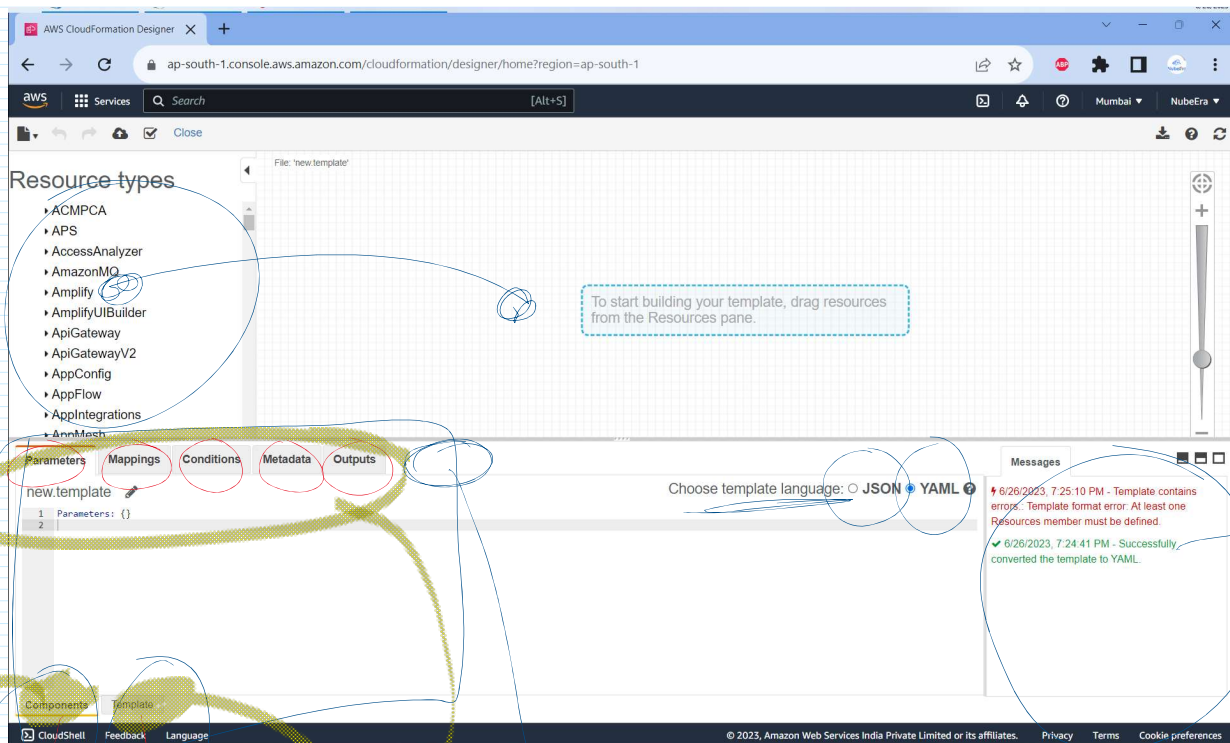 AWS CloudFormation Designer
ap-south-1.console.aws.amazon.com/cloudformation/designer/home?region=ap-south-1
ABP
aws Services Search [Alt+S] Mumbai NubeEra
Close
File: 'new.template'
Resource types
ACMPCA
APS
AccessAnalyzer
AmazonMQ
Amplify
AmplifyUIBuilder
ApiGateway
ApiGatewayV2
AppConfig
AppFlow
AppIntegrations
AppMesh
To start building your template, drag resources
from the Resources pane.
Parameters Mappings Conditions Metadata Outputs
new.template
Choose template language: JSON YAML
1 Parameters: {}
2
Messages
6/26/2023, 7:25:10 PM - Template contains
errors.: Template format error: At least one
Resources member must be defined.
6/26/2023, 7:24:41 PM - Successfully
converted the template to YAML.
Components Template
CloudShell Feedback Language © 2023, Amazon Web Services India Private Limited or its affiliates. Privacy Terms Cookie preferences